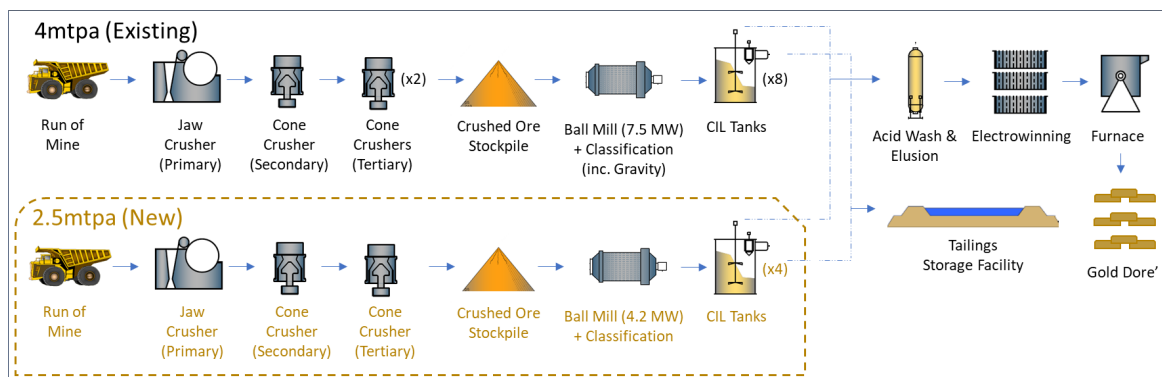 4mtpa (Existing)
(x2)
(x8)
Run of
Mine
Jaw
Crusher
(Primary)
Cone
Crusher
(Secondary)
Cone
Crushers
(Tertiary)
Crushed Ore
Stockpile
Ball Mill (7.5 MW)
+ Classification
(inc. Gravity)
CIL Tanks
Acid Wash &
Elusion
Electrowinning
Furnace
2.5mtpa (New)
(x4)
Run of
Mine
Jaw
Crusher
(Primary)
Cone
Crusher
(Secondary)
Cone
Crusher
(Tertiary)
Crushed Ore
Stockpile
Ball Mill (4.2 MW)
+ Classification
CIL Tanks
Tailings
Storage Facility
Gold Dore’